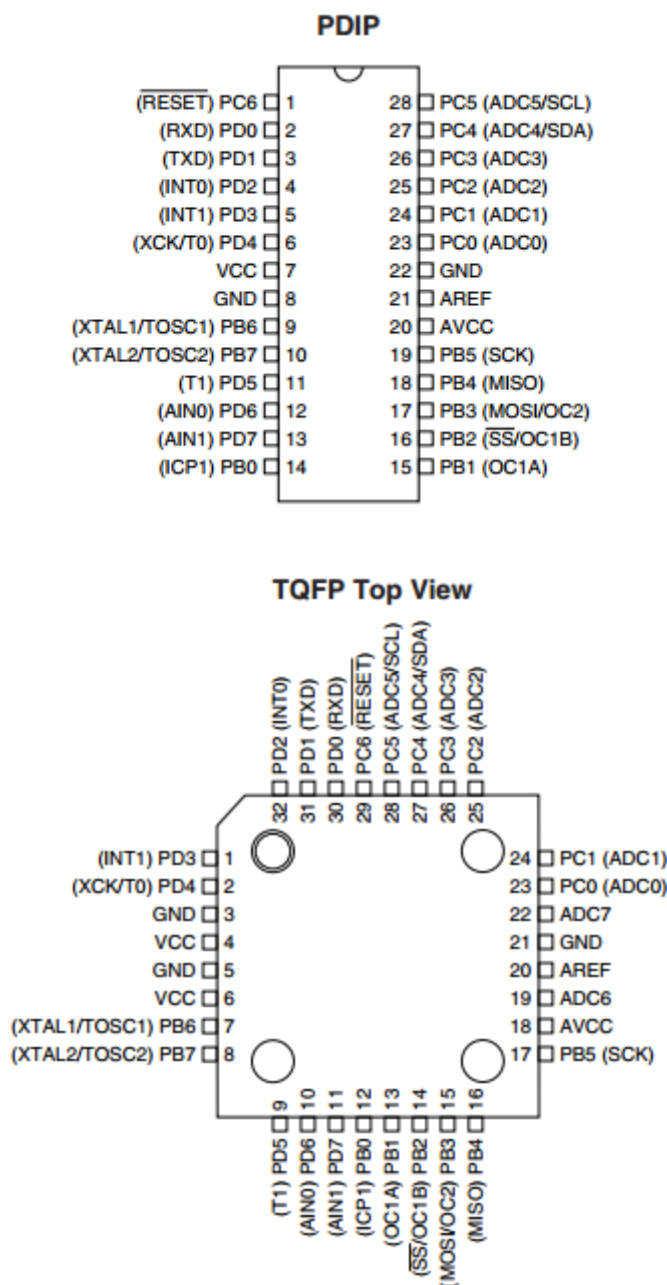 PDIP
(RESET) PC6 1 28 PC5 (ADC5/SCL)
(RXD) PD0 2 27 PC4 (ADC4/SDA)
(TXD) PD1 3 26 PC3 (ADC3)
(INT0) PD2 4 25 PC2 (ADC2)
(INT1) PD3 5 24 PC1 (ADC1)
(XCK/T0) PD4 6 23 PC0 (ADC0)
VCC 7 22 GND
GND 8 21 AREF
(XTAL1/TOSC1) PB6 9 20 AVCC
(XTAL2/TOSC2) PB7 10 19 PB5 (SCK)
(T1) PD5 11 18 PB4 (MISO)
(AIN0) PD6 12 17 PB3 (MOSI/OC2)
(AIN1) PD7 13 16 PB2 (SS/OC1B)
(ICP1) PB0 14 15 PB1 (OC1A)
TQFP Top View
32 PD2 (INT0)
31 PD1 (TXD)
30 PD0 (RXD)
29 PC6 (RESET)
28 PC5 (ADC5/SCL)
27 PC4 (ADC4/SDA)
26 PC3 (ADC3)
25 PC2 (ADC2)
(INT1) PD3 1 24 PC1 (ADC1)
(XCK/T0) PD4 2 23 PC0 (ADC0)
GND 3 22 ADC7
VCC 4 21 GND
GND 5 20 AREF
VCC 6 19 ADC6
(XTAL1/TOSC1) PB6 7 18 AVCC
(XTAL2/TOSC2) PB7 8 17 PB5 (SCK)
(T1) PD5 9
(AIN0) PD6 10
(AIN1) PD7 11
(ICP1) PB0 12
(OC1A) PB1 13
(SS/OC1B) PB2 14
(MOSI/OC2) PB3 15
(MISO) PB4 16